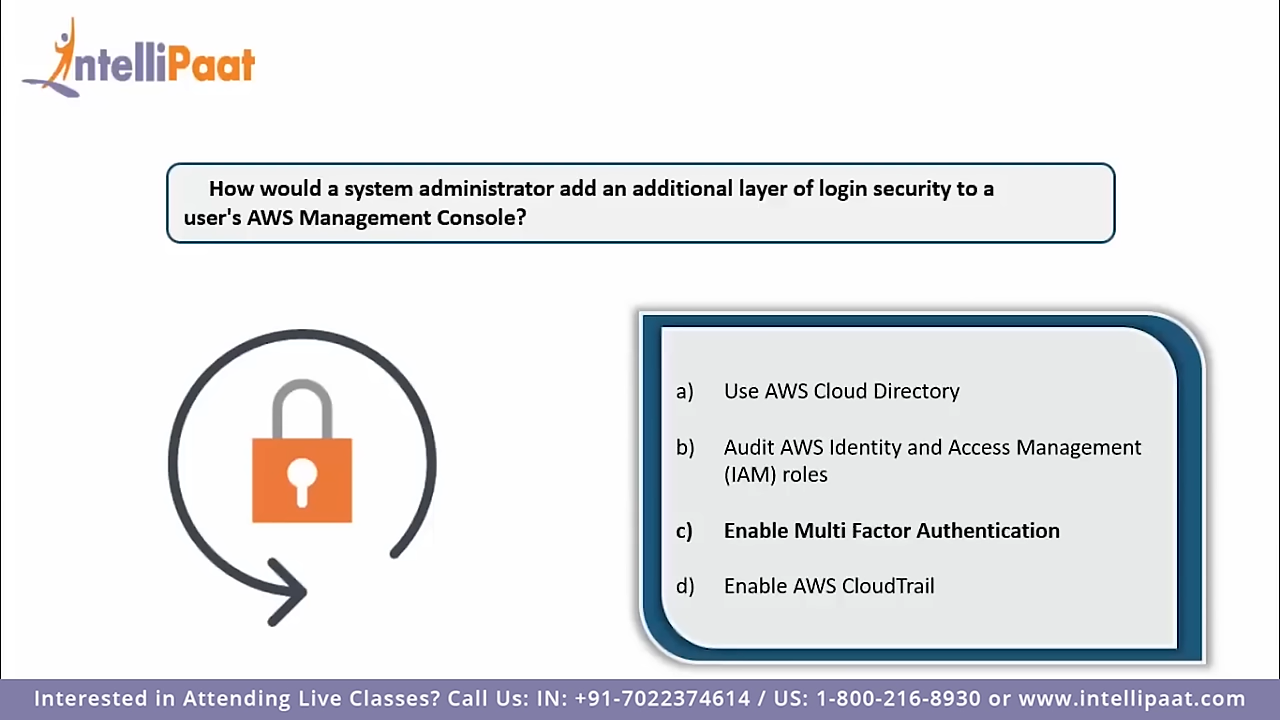 IntelliPaat
How would a system administrator add an additional layer of login security to a
user's AWS Management Console?
a) Use AWS Cloud Directory
b) Audit AWS Identity and Access Management
(IAM) roles
c) Enable Multi Factor Authentication
d) Enable AWS CloudTrail
Interested in Attending Live Classes? Call Us: IN: +91-7022374614 / US: 1-800-216-8930 or www.intellipaat.com